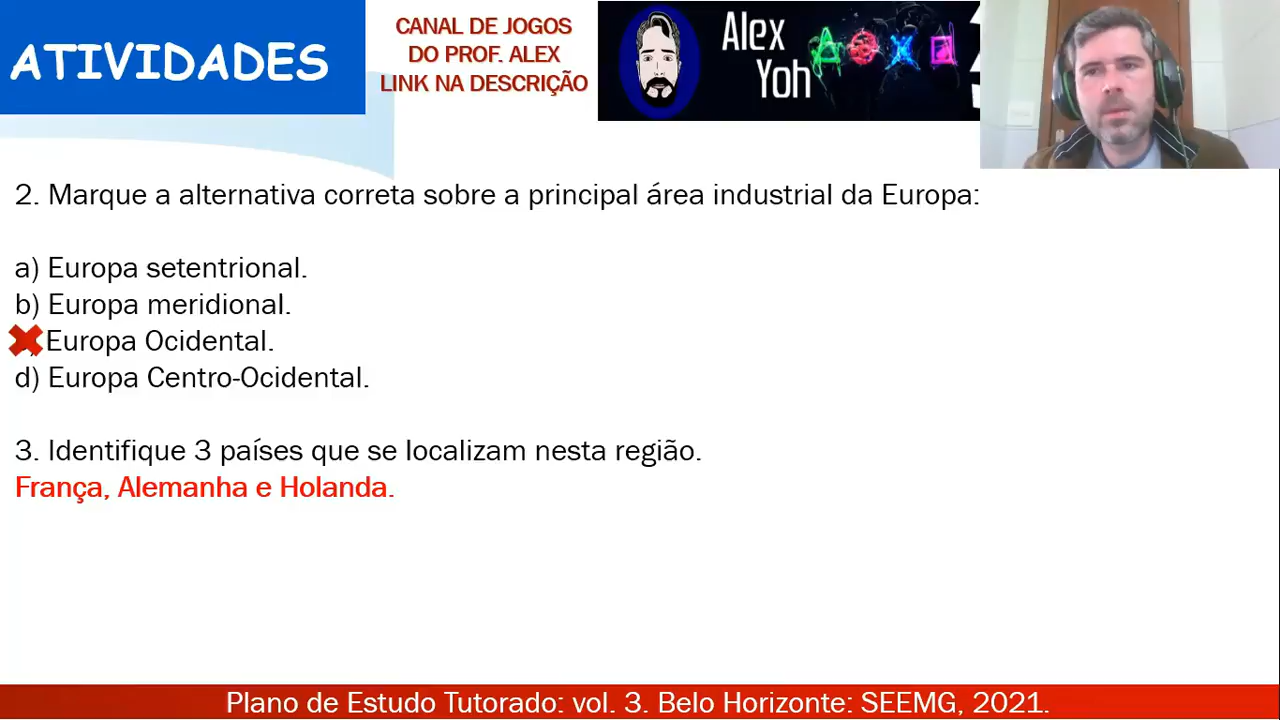 ATIVIDADES
CANAL DE JOGOS
DO PROF. ALEX
LINK NA DESCRIÇÃO
Alex
Yoh
2. Marque a alternativa correta sobre a principal área industrial da Europa:
a) Europa setentrional.
b) Europa meridional.
Europa Ocidental.
d) Europa Centro-Ocidental.
3. Identifique 3 países que se localizam nesta região.
França, Alemanha e Holanda.
Plano de Estudo Tutorado: vol. 3. Belo Horizonte: SEEMG, 2021.